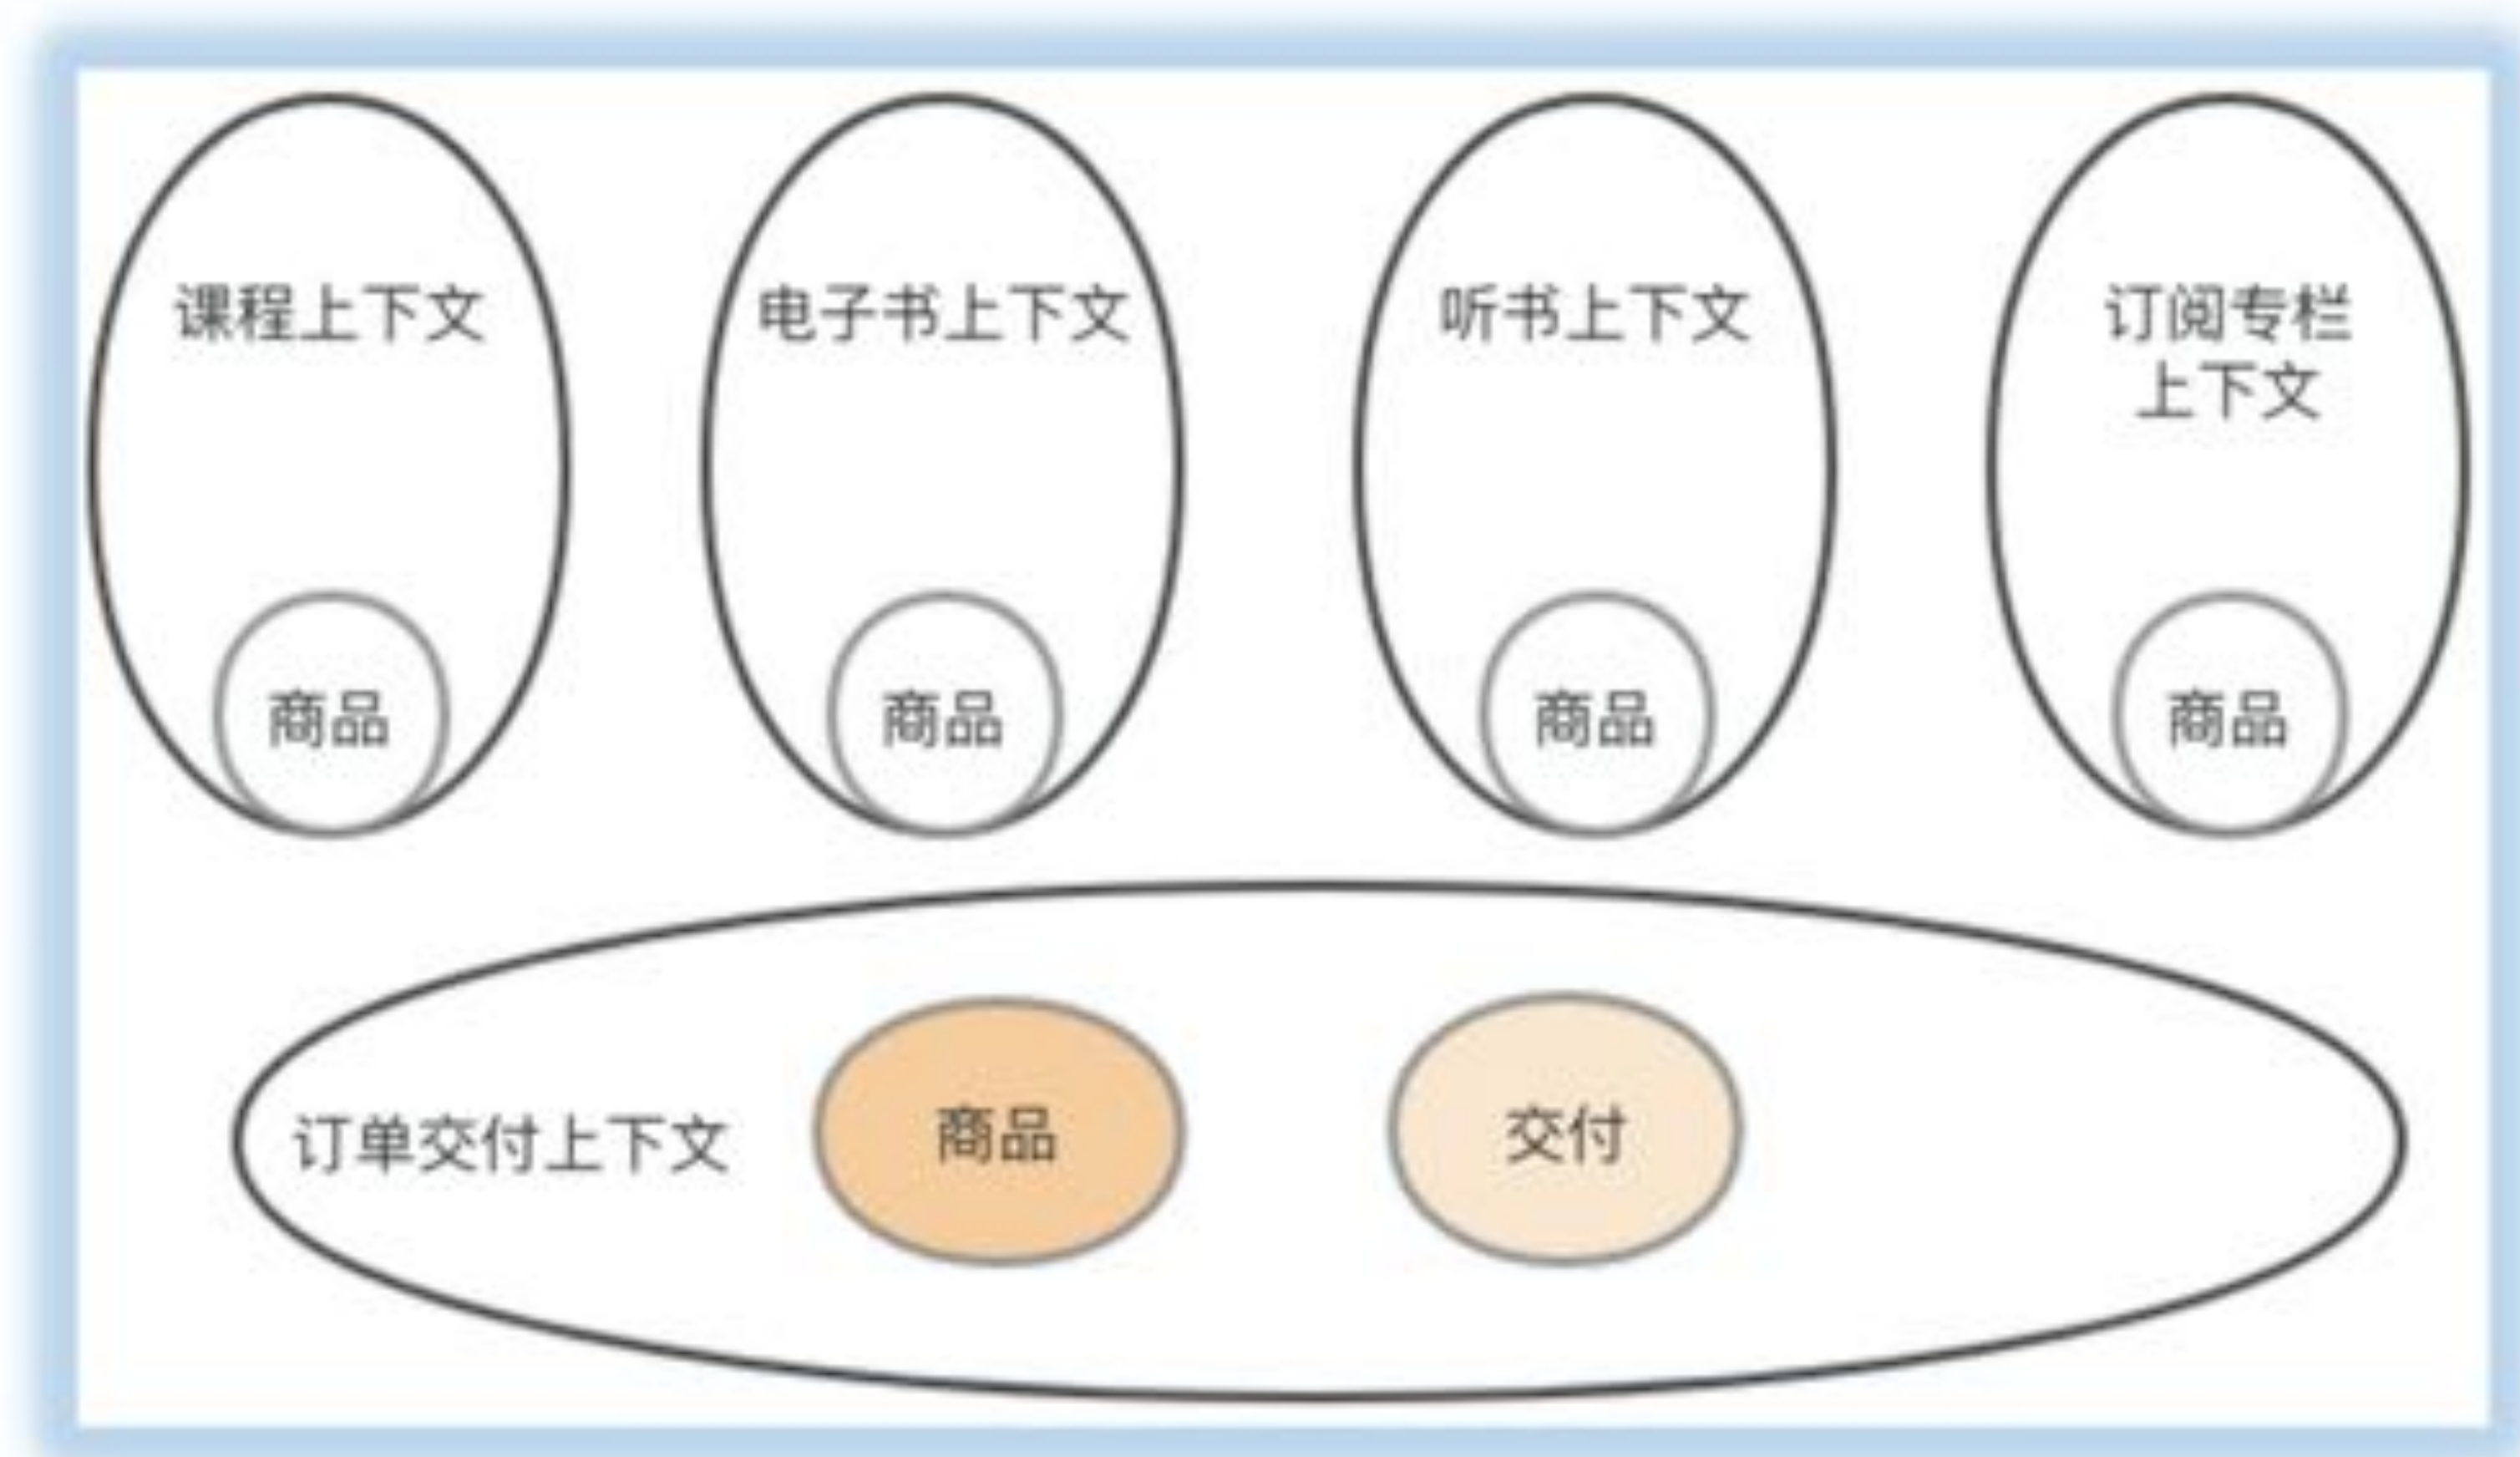 课程上下文
电子书上下文
听书上下文
订阅专栏
上下文
商品
商品
商品
商品
订单交付上下文
商品
交付